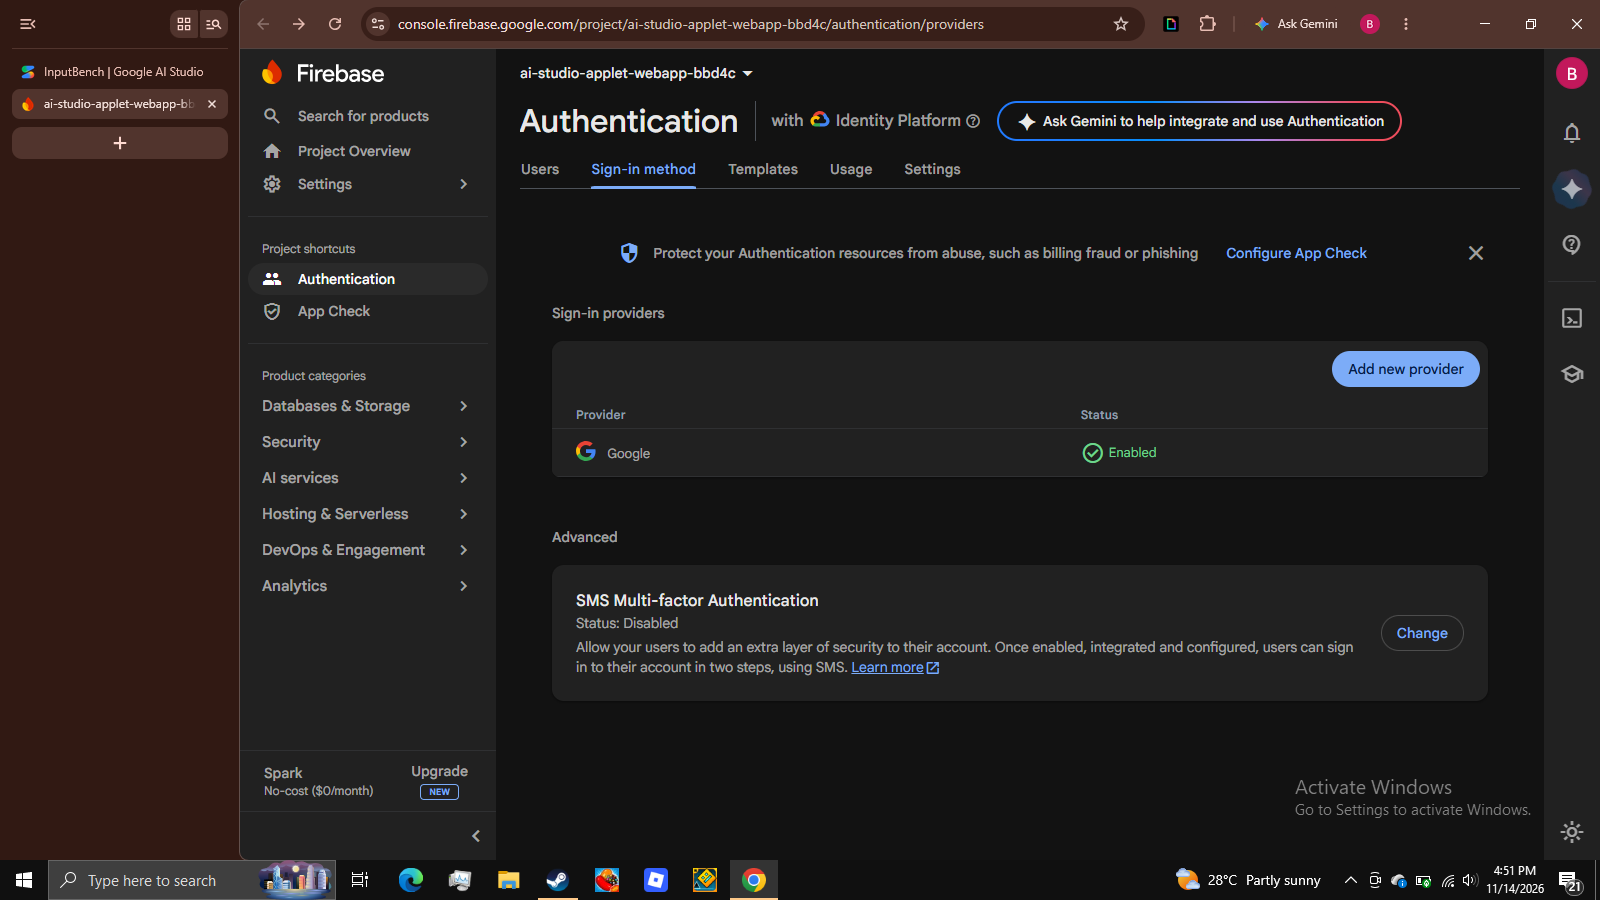 InputBench | Google AI Studio
ai-studio-applet-webapp-bb
console.firebase.google.com/project/ai-studio-applet-webapp-bbd4c/authentication/providers
Ask Gemini
B
Firebase
Search for products
Project Overview
Settings
Project shortcuts
Authentication
App Check
Product categories
Databases & Storage
Security
AI services
Hosting & Serverless
DevOps & Engagement
Analytics
Spark
No-cost ($0/month)
Upgrade
NEW
ai-studio-applet-webapp-bbd4c
Authentication
with Identity Platform
Ask Gemini to help integrate and use Authentication
Users Sign-in method Templates Usage Settings
Protect your Authentication resources from abuse, such as billing fraud or phishing Configure App Check
Sign-in providers
Add new provider
Provider Status
Google Enabled
Advanced
SMS Multi-factor Authentication
Status: Disabled
Allow your users to add an extra layer of security to their account. Once enabled, integrated and configured, users can sign
in to their account in two steps, using SMS. Learn more
Change
B
Activate Windows
Go to Settings to activate Windows.
Type here to search
28°C Partly sunny
4:51 PM
11/14/2026
21